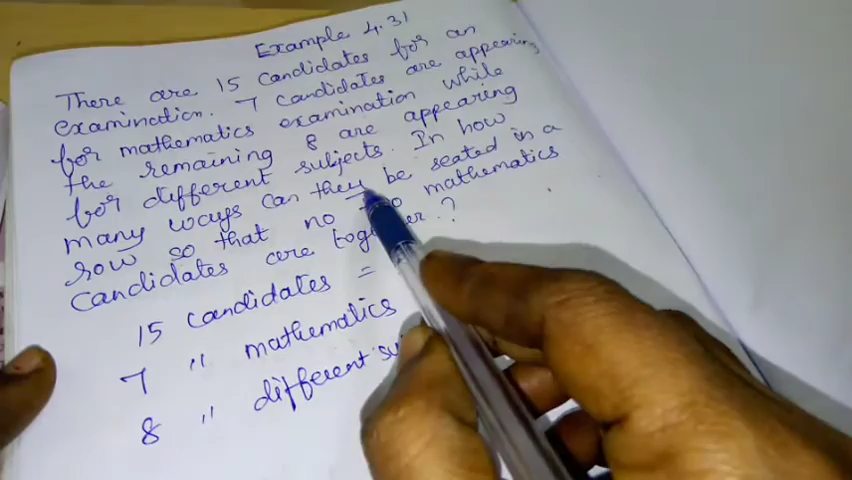 Example 4.31
There are 15 candidates for an
examination. 7 candidates are appearing
for mathematics examination while
the remaining 8 are appearing
for different subjects. In how
many ways can they be seated in a
row so that no mathematics
candidates are together ?
15 candidates =
7 " mathematics
8 " different